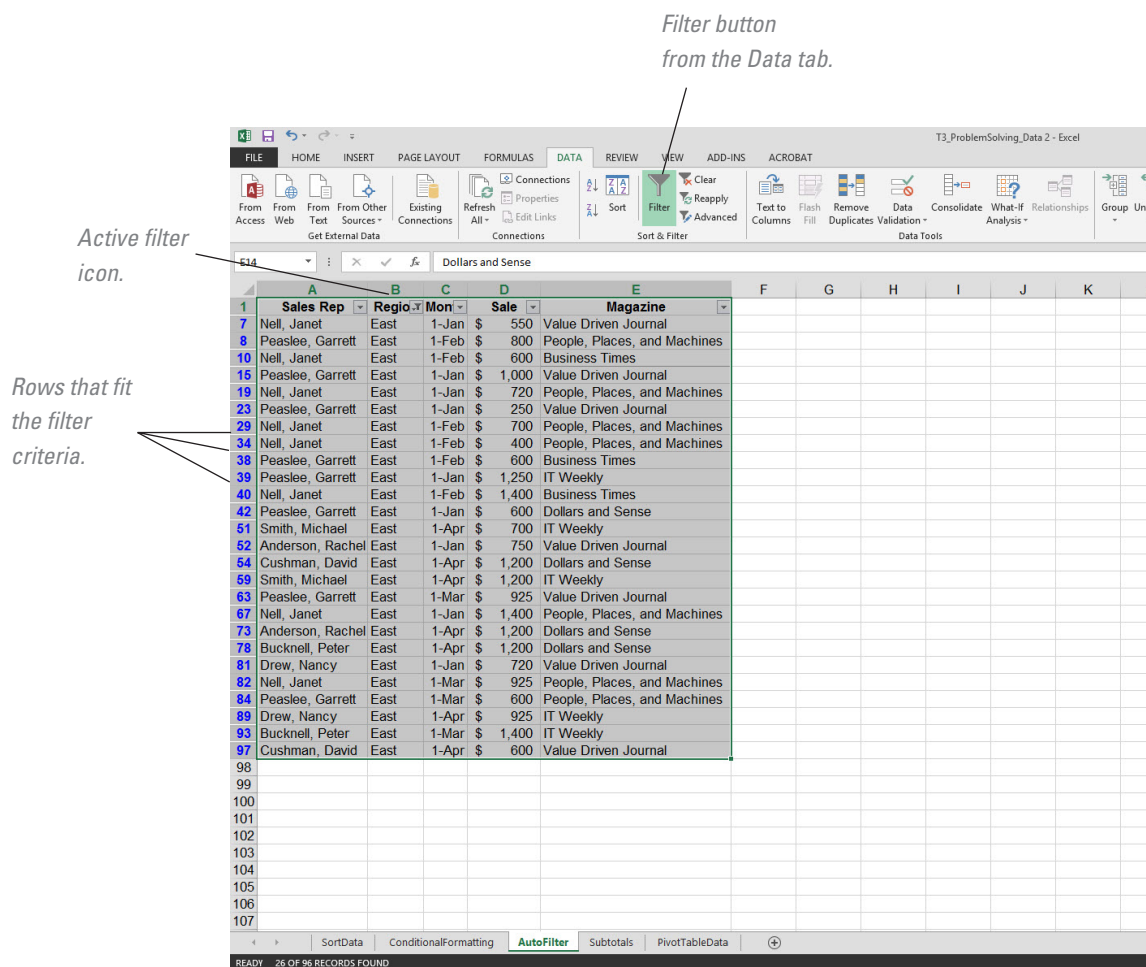 Filter button
from the Data tab.
T3_ProblemSolving_Data 2 - Excel
FILE HOME INSERT PAGE LAYOUT FORMULAS DATA REVIEW VIEW ADD-INS ACROBAT
From Access From Web From Text From Other Sources Existing Connections Refresh All Connections Properties Edit Links Sort Filter Clear Reapply Advanced Text to Columns Flash Fill Remove Duplicates Data Validation Consolidate What-If Analysis Relationships Group Un
Get External Data Connections Sort & Filter Data Tools
Active filter
icon.
E14 fx Dollars and Sense
A B C D E F G H I J K
1 Sales Rep Regio Mon Sale Magazine
7 Nell, Janet East 1-Jan $ 550 Value Driven Journal
8 Peaslee, Garrett East 1-Feb $ 800 People, Places, and Machines
10 Nell, Janet East 1-Feb $ 600 Business Times
15 Peaslee, Garrett East 1-Jan $ 1,000 Value Driven Journal
Rows that fit
the filter
criteria.
19 Nell, Janet East 1-Jan $ 720 People, Places, and Machines
23 Peaslee, Garrett East 1-Jan $ 250 Value Driven Journal
29 Nell, Janet East 1-Feb $ 700 People, Places, and Machines
34 Nell, Janet East 1-Feb $ 400 People, Places, and Machines
38 Peaslee, Garrett East 1-Feb $ 600 Business Times
39 Peaslee, Garrett East 1-Jan $ 1,250 IT Weekly
40 Nell, Janet East 1-Feb $ 1,400 Business Times
42 Peaslee, Garrett East 1-Jan $ 600 Dollars and Sense
51 Smith, Michael East 1-Apr $ 700 IT Weekly
52 Anderson, Rachel East 1-Jan $ 750 Value Driven Journal
54 Cushman, David East 1-Apr $ 1,200 Dollars and Sense
59 Smith, Michael East 1-Apr $ 1,200 IT Weekly
63 Peaslee, Garrett East 1-Mar $ 925 Value Driven Journal
67 Nell, Janet East 1-Jan $ 1,400 People, Places, and Machines
73 Anderson, Rachel East 1-Apr $ 1,200 Dollars and Sense
78 Bucknell, Peter East 1-Apr $ 1,200 Dollars and Sense
81 Drew, Nancy East 1-Jan $ 720 Value Driven Journal
82 Nell, Janet East 1-Mar $ 925 People, Places, and Machines
84 Peaslee, Garrett East 1-Mar $ 600 People, Places, and Machines
89 Drew, Nancy East 1-Apr $ 925 IT Weekly
93 Bucknell, Peter East 1-Mar $ 1,400 IT Weekly
97 Cushman, David East 1-Apr $ 600 Value Driven Journal
98
99
100
101
102
103
104
105
106
107
SortData ConditionalFormatting AutoFilter Subtotals PivotTableData
READY 26 OF 96 RECORDS FOUND